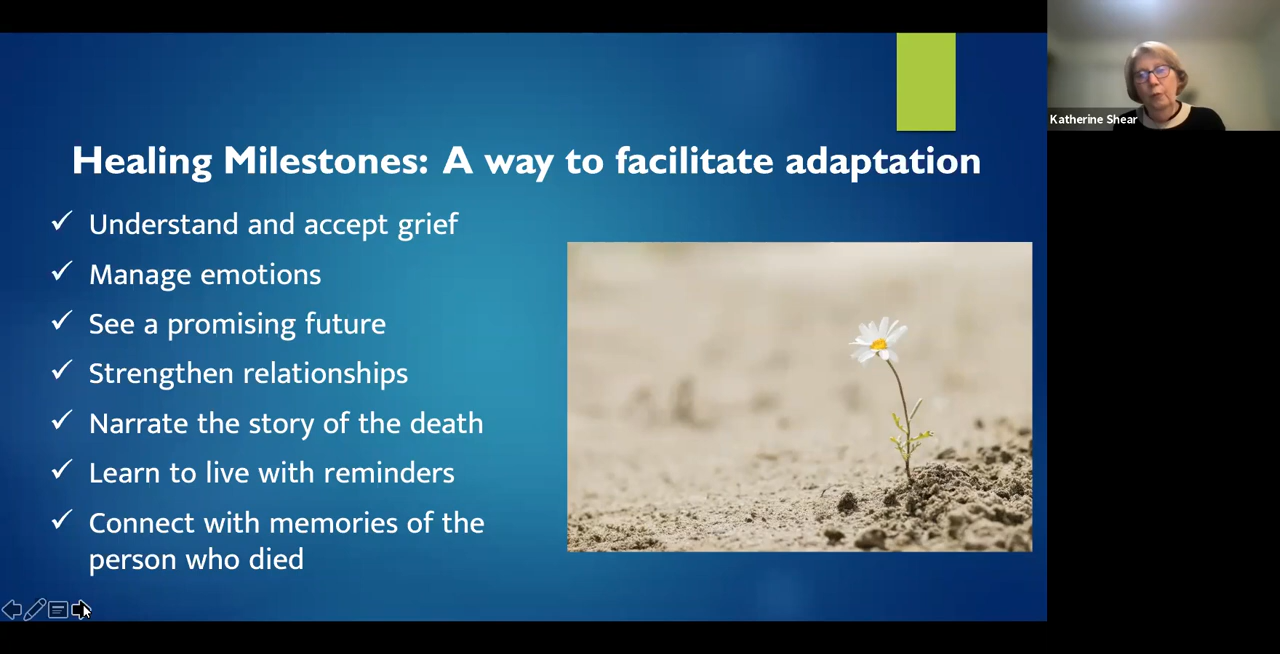 Katherine Shear
Healing Milestones: A way to facilitate adaptation
✓ Understand and accept grief
✓ Manage emotions
✓ See a promising future
✓ Strengthen relationships
✓ Narrate the story of the death
✓ Learn to live with reminders
✓ Connect with memories of the
person who died